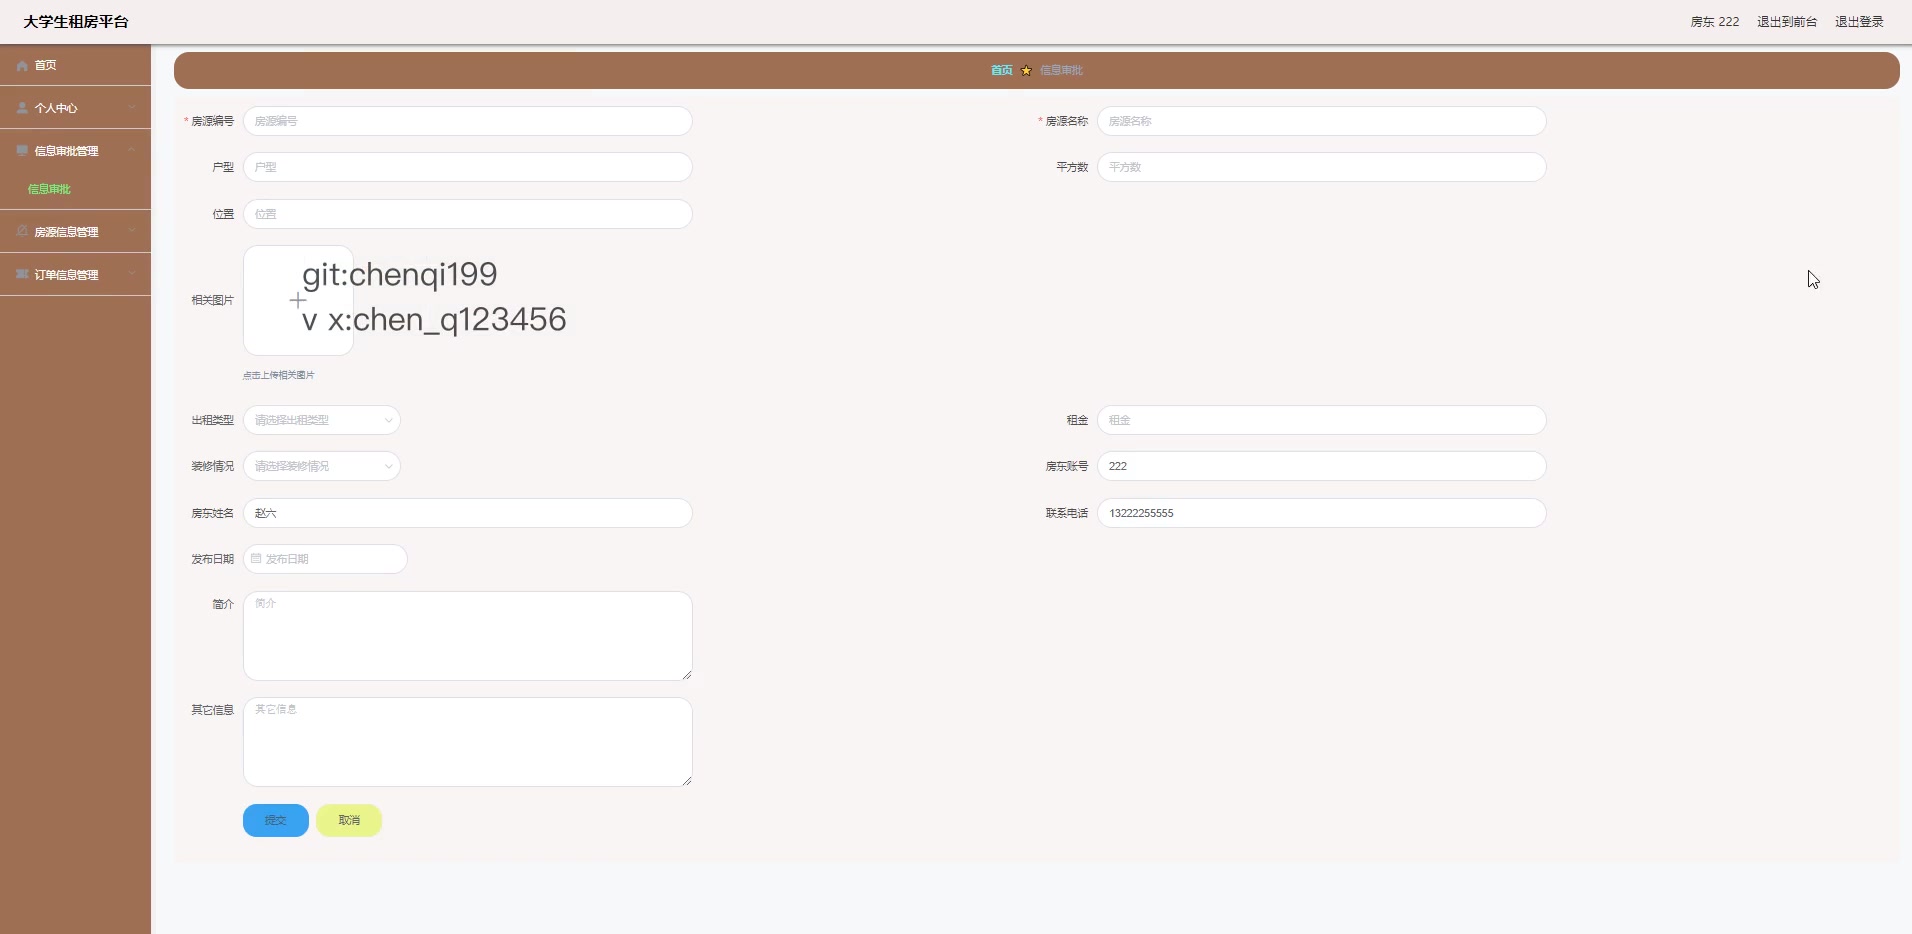 大学生租房平台
房东 222 退出到前台 退出登录
首页
个人中心
信息审批管理
信息审批
房源信息管理
订单信息管理
首页 信息审批
* 房源编号 房源编号
* 房源名称 房源名称
户型 户型
平方数 平方数
位置 位置
相关图片
git:chenqi199
v x:chen_q123456
点击上传相关图片
出租类型 请选择出租类型
租金 租金
装修情况 请选择装修情况
房东账号 222
房东姓名 赵六
联系电话 13222255555
发布日期 发布日期
简介 简介
其它信息 其它信息
提交 取消